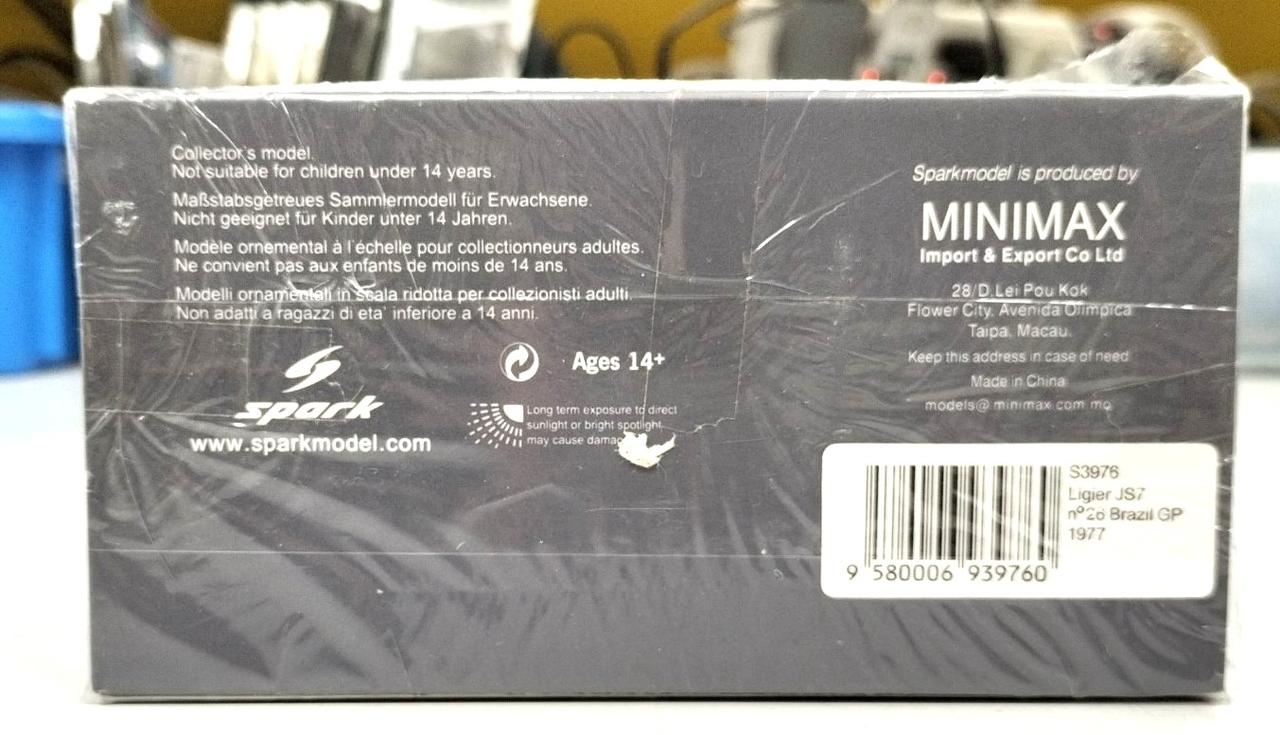 Collector's model.
Not suitable for children under 14 years.
Maßstabsgetreues Sammlermodell für Erwachsene.
Nicht geeignet für Kinder unter 14 Jahren.
Modèle ornemental à l'échelle pour collectionneurs adultes.
Ne convient pas aux enfants de moins de 14 ans.
Modelli ornamentali in scala ridotta per collezionisti adulti.
Non adatti a ragazzi di eta' inferiore a 14 anni.
spark
www.sparkmodel.com
Ages 14+
Long term exposure to direct
sunlight or bright spotlight
may cause
Sparkmodel is produced by
MINIMAX
Import & Export Co Ltd
28/D Lei Pou Kok
Flower City, Avenida Olimpica
Taipa, Macau.
Keep this address in case of need
Made in China
models@minimax.com.mo
S3976
Ligier JS7
nº26 Brazil GP
1977
9 580006 939760